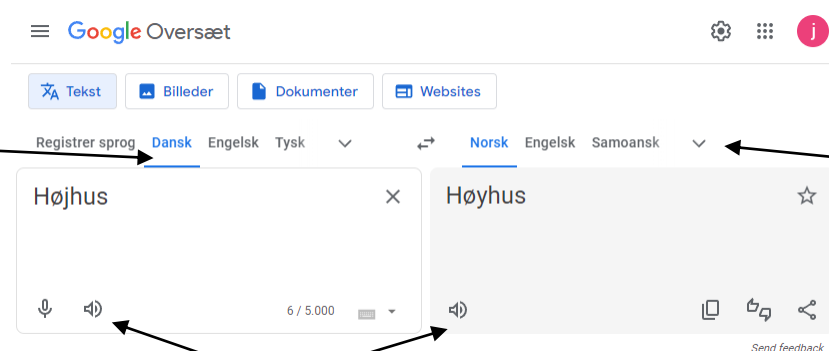 Google Oversæt
j
Tekst Billeder Dokumenter Websites
Registrer sprog Dansk Engelsk Tysk Norsk Engelsk Samoansk
Højhus Høyhus
6 / 5.000
Send feedback